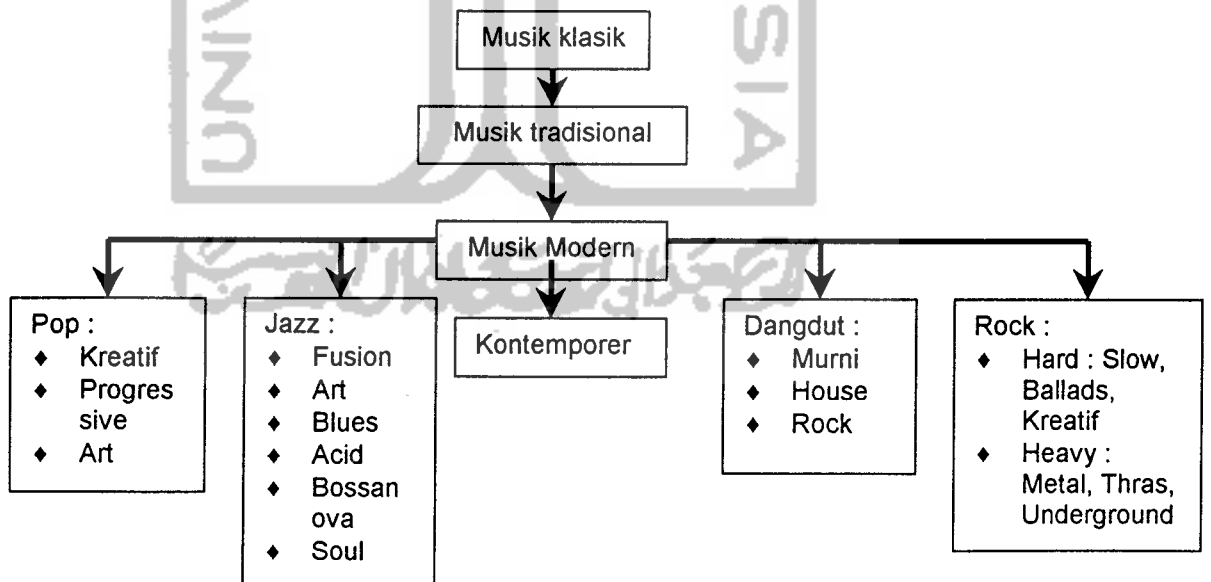 Musik klasik
Musik tradisional
Musik Modern
Pop :
♦ Kreatif
♦ Progres
sive
♦ Art
Jazz :
♦ Fusion
♦ Art
♦ Blues
♦ Acid
♦ Bossan
ova
♦ Soul
Kontemporer
Dangdut :
♦ Murni
♦ House
♦ Rock
Rock :
♦ Hard : Slow,
Ballads,
Kreatif
♦ Heavy :
Metal, Thras,
Underground
SIA